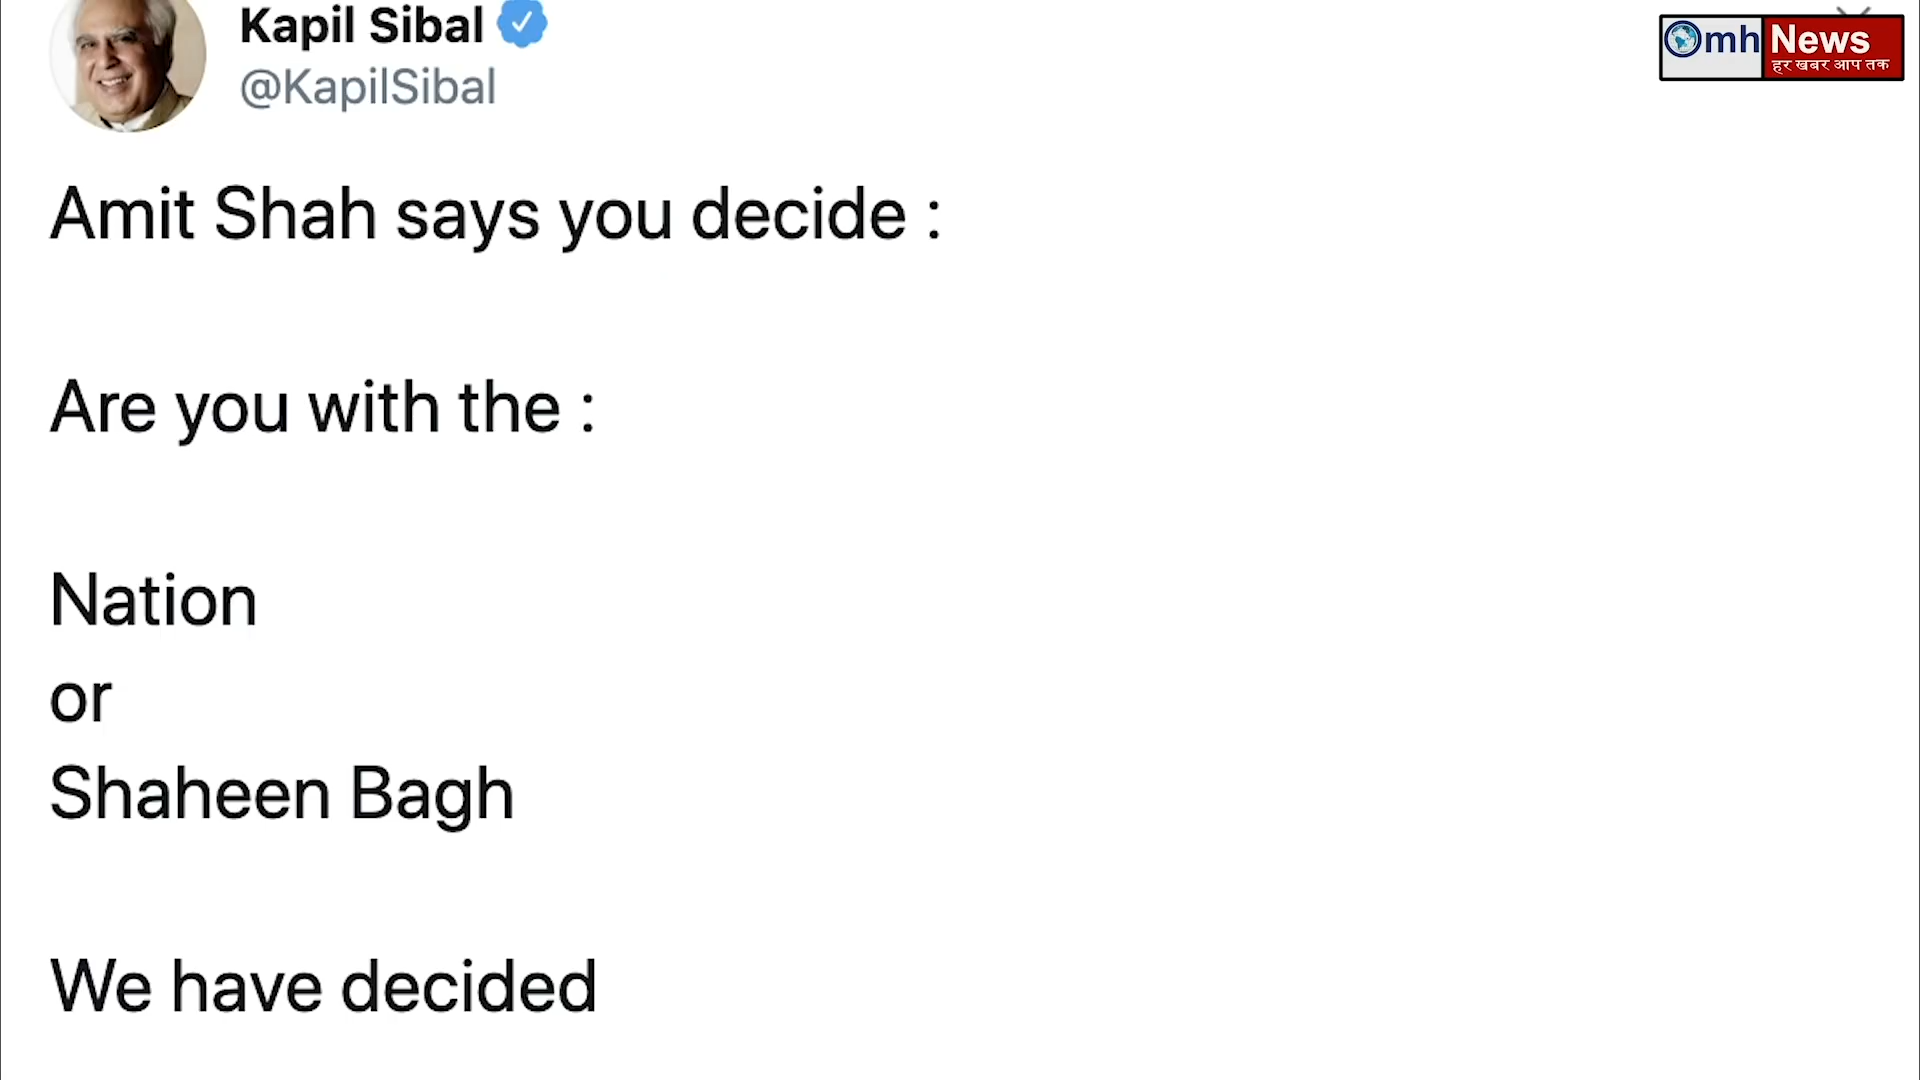 Kapil Sibal
@KapilSibal
mh News
हर खबर आप तक
Amit Shah says you decide :
Are you with the :
Nation
or
Shaheen Bagh
We have decided